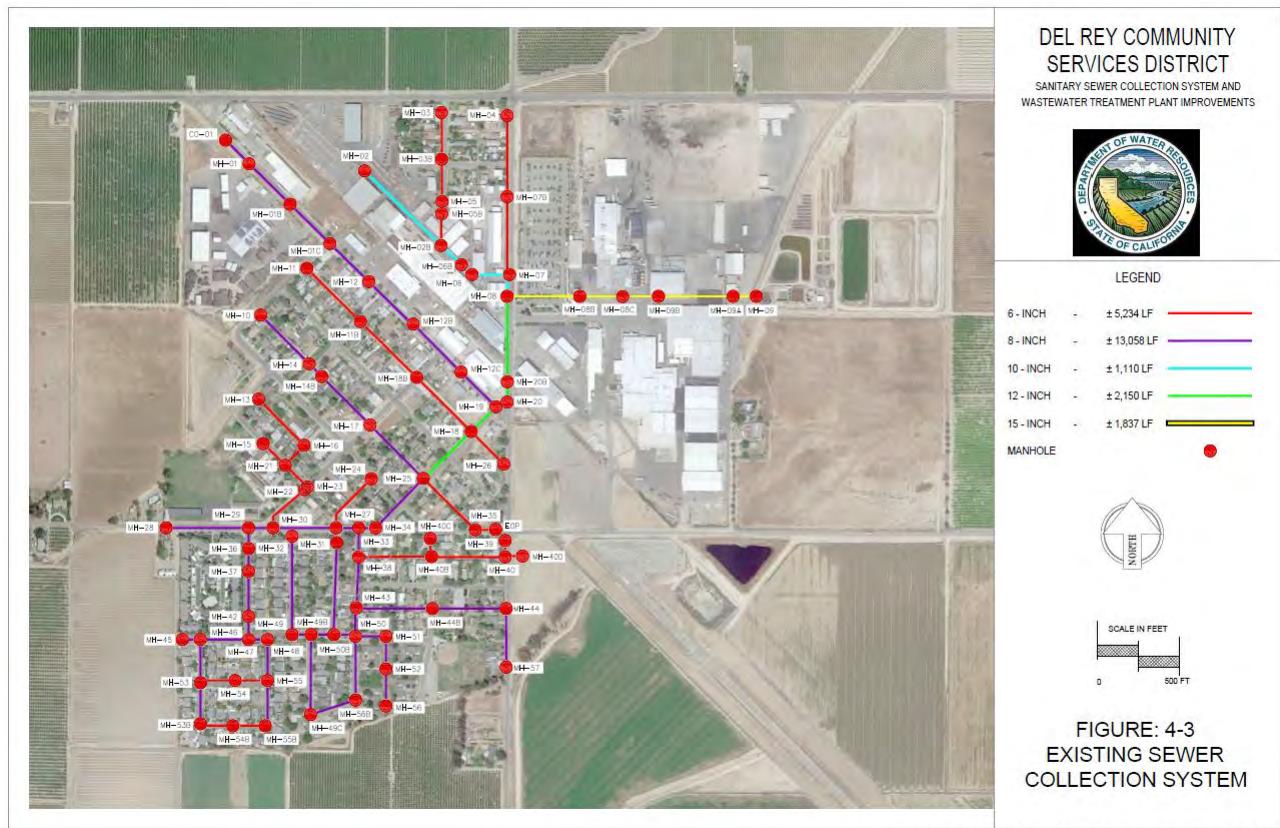 DEL REY COMMUNITY
SERVICES DISTRICT
SANITARY SEWER COLLECTION SYSTEM AND
WASTEWATER TREATMENT PLANT IMPROVEMENTS
DEPARTMENT OF WATER RESOURCES
STATE OF CALIFORNIA
LEGEND
6 - INCH - ± 5,234 LF
8 - INCH - ± 13,058 LF
10 - INCH - ± 1,110 LF
12 - INCH - ± 2,150 LF
15 - INCH - ± 1,837 LF
MANHOLE
NORTH
SCALE IN FEET
0 500 FT
FIGURE: 4-3
EXISTING SEWER
COLLECTION SYSTEM
MH-03
MH-04
CO-01
MH-02
MH-03B
MH-01
MH-07B
MH-05
MH-05B
MH-01B
MH-01C
MH-02B
MH-11
MH-06B
MH-06
MH-07
MH-12
MH-08
MH-08B
MH-08C
MH-09B
MH-09A
MH-09
MH-10
MH-11B
MH-12B
MH-14
MH-12C
MH-14B
MH-18B
MH-20B
MH-13
MH-19
MH-20
MH-17
MH-18
MH-15
MH-16
MH-21
MH-24
MH-25
MH-26
MH-22
MH-23
MH-28
MH-29
MH-30
MH-27
MH-34
MH-40C
MH-35
EOP
MH-36
MH-32
MH-31
MH-33
MH-39
MH-37
MH-38
MH-40B
MH-40
MH-40D
MH-43
MH-42
MH-44B
MH-44
MH-49
MH-49B
MH-50
MH-45
MH-46
MH-47
MH-48
MH-50B
MH-51
MH-52
MH-57
MH-53
MH-54
MH-55
MH-56
MH-53B
MH-54B
MH-55B
MH-49C
MH-56B